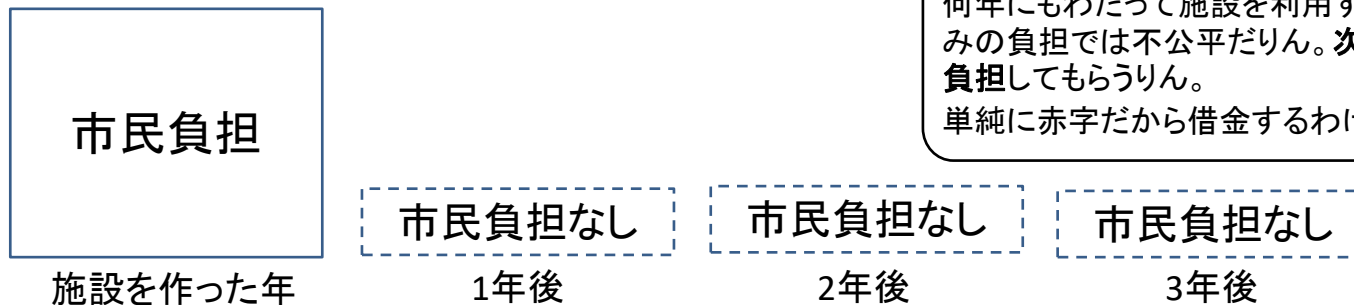 何年にもわたって施設を利用す
みの負担では不公平だりん。次
負担してもらうりん。
単純に赤字だから借金するわけ
市民負担
市民負担なし
市民負担なし
市民負担なし
施設を作った年
1年後
2年後
3年後